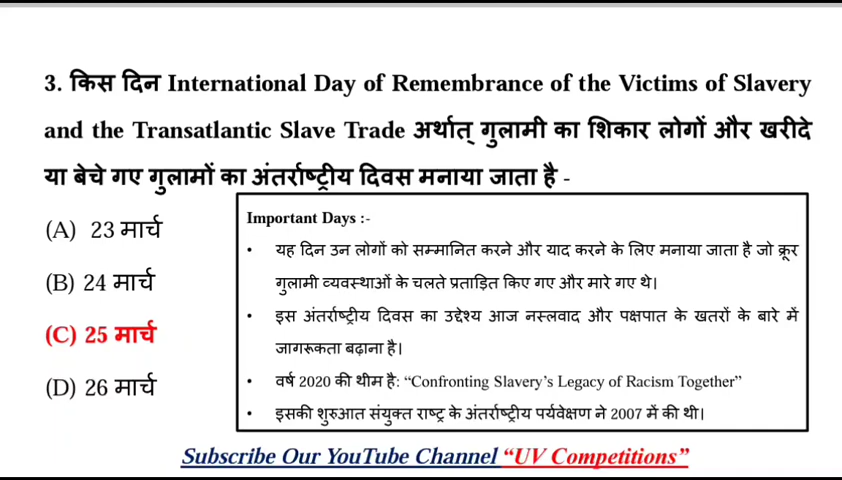 3. किस दिन International Day of Remembrance of the Victims of Slavery
and the Transatlantic Slave Trade अर्थात् गुलामी का शिकार लोगों और खरीदे
या बेचे गए गुलामों का अंतर्राष्ट्रीय दिवस मनाया जाता है -
(A) 23 मार्च
(B) 24 मार्च
(C) 25 मार्च
(D) 26 मार्च
Important Days :-
• यह दिन उन लोगों को सम्मानित करने और याद करने के लिए मनाया जाता है जो क्रूर
गुलामी व्यवस्थाओं के चलते प्रताड़ित किए गए और मारे गए थे।
• इस अंतर्राष्ट्रीय दिवस का उद्देश्य आज नस्लवाद और पक्षपात के खतरों के बारे में
जागरूकता बढ़ाना है।
• वर्ष 2020 की थीम है: “Confronting Slavery’s Legacy of Racism Together”
• इसकी शुरुआत संयुक्त राष्ट्र के अंतर्राष्ट्रीय पर्यवेक्षण ने 2007 में की थी।
Subscribe Our YouTube Channel “UV Competitions”